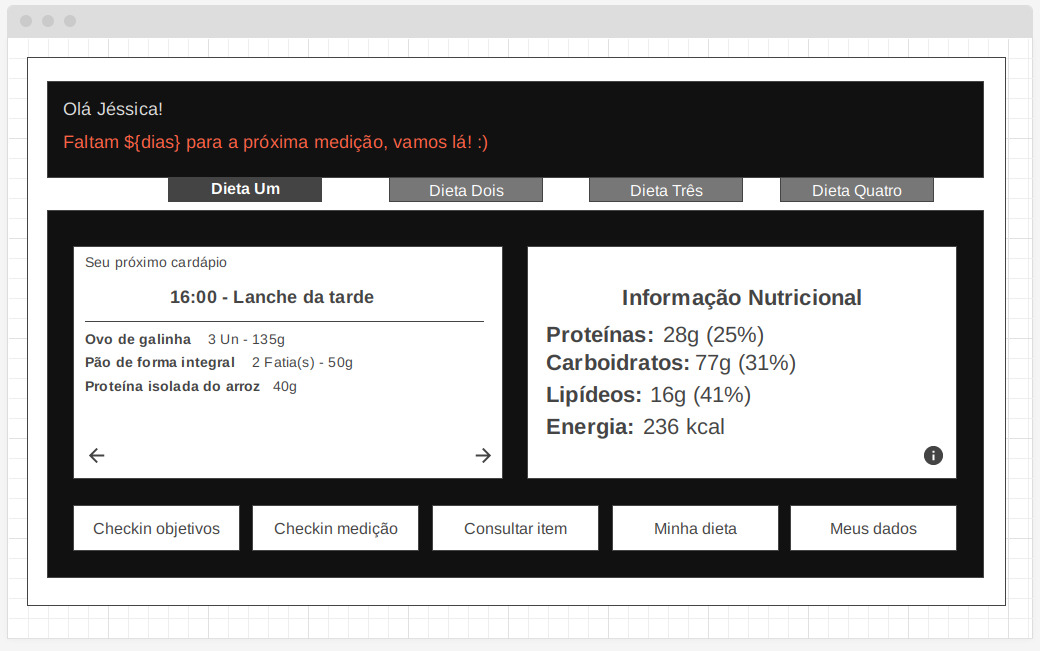 Olá Jéssica!
Faltam ${dias} para a próxima medição, vamos lá! :)
Dieta Um
Dieta Dois
Dieta Três
Dieta Quatro
Seu próximo cardápio
16:00 - Lanche da tarde
Ovo de galinha 3 Un - 135g
Pão de forma integral 2 Fatia(s) - 50g
Proteína isolada do arroz 40g
Informação Nutricional
Proteínas: 28g (25%)
Carboidratos: 77g (31%)
Lipídeos: 16g (41%)
Energia: 236 kcal
Checkin objetivos
Checkin medição
Consultar item
Minha dieta
Meus dados